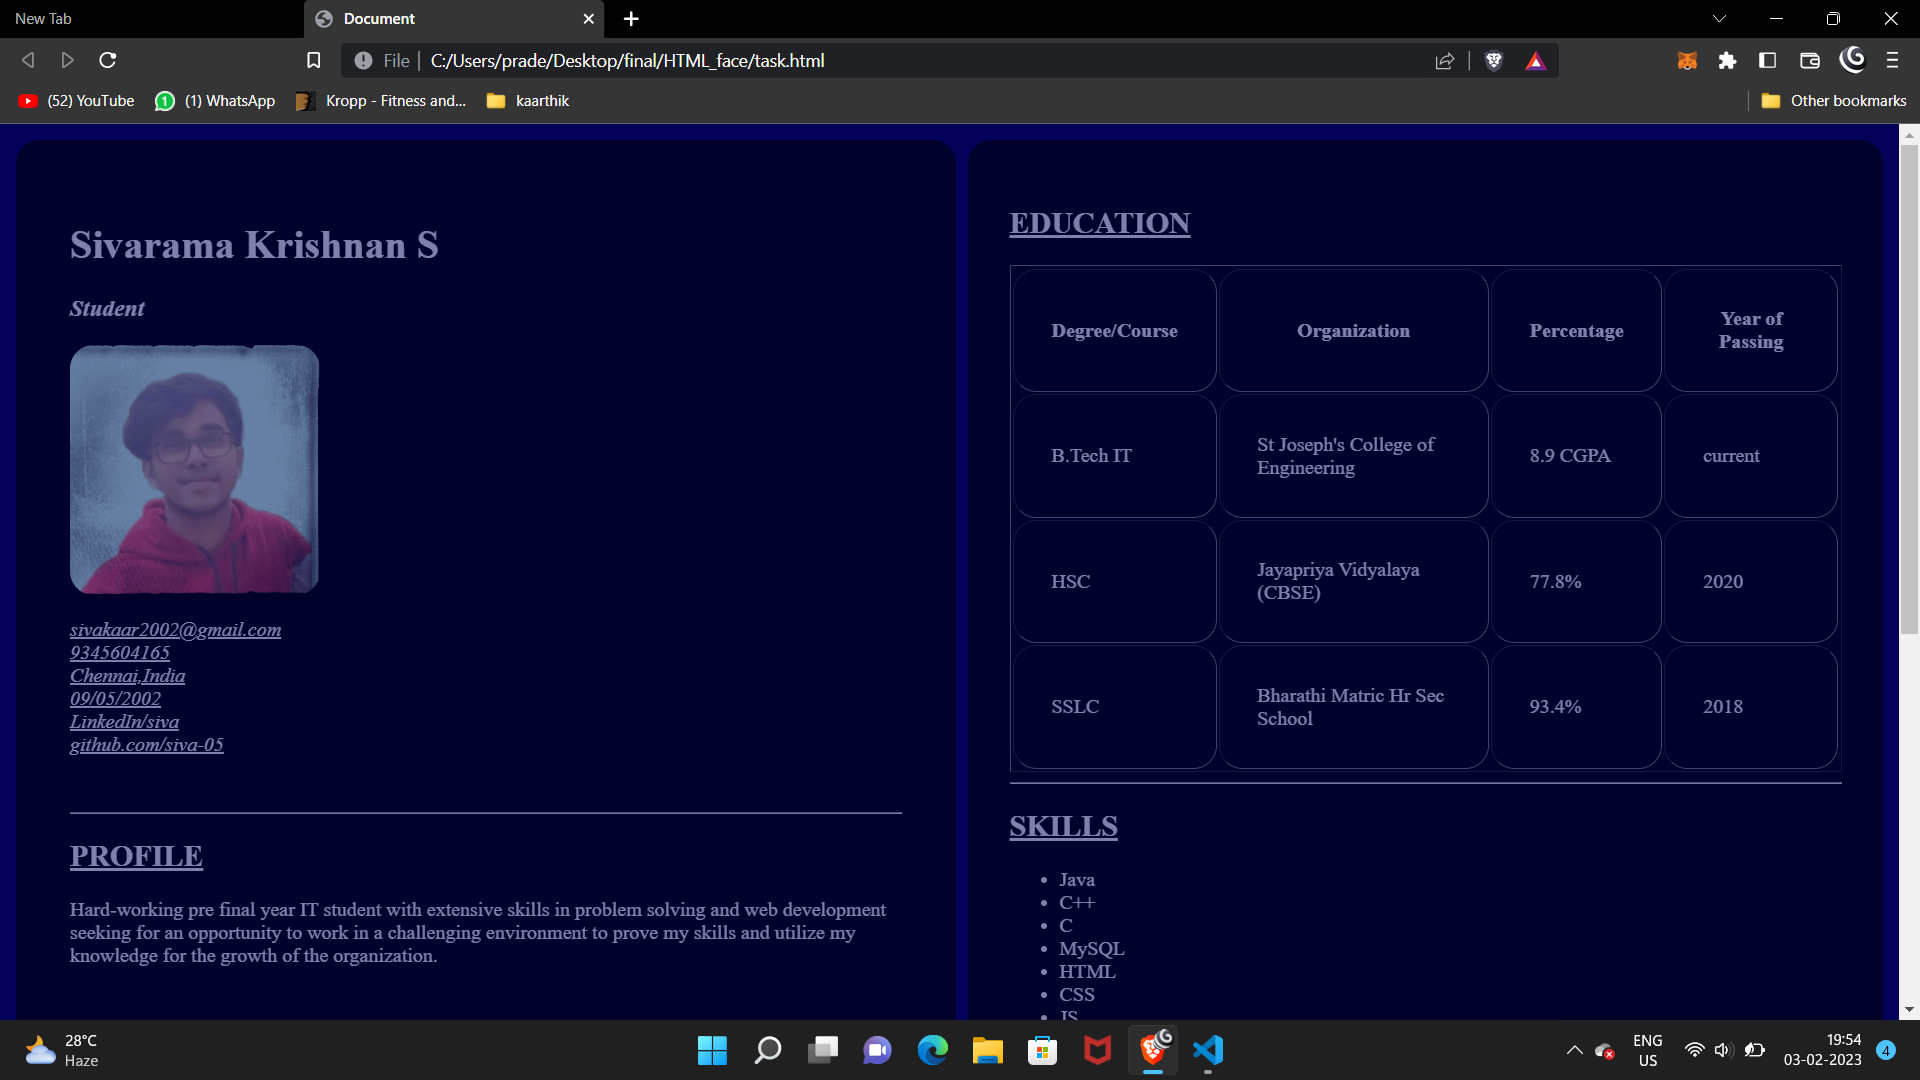 New Tab
Document
File
C:/Users/prade/Desktop/final/HTML_face/task.html
(52) YouTube
(1) WhatsApp
Kropp - Fitness and...
kaarthik
Other bookmarks
Sivarama Krishnan S
Student
sivakaar2002@gmail.com
9345604165
Chennai,India
09/05/2002
LinkedIn/siva
github.com/siva-05
PROFILE
Hard-working pre final year IT student with extensive skills in problem solving and web development
seeking for an opportunity to work in a challenging environment to prove my skills and utilize my
knowledge for the growth of the organization.
EDUCATION
Degree/Course Organization Percentage Year of
Passing
B.Tech IT St Joseph's College of
Engineering 8.9 CGPA current
HSC Jayapriya Vidyalaya
(CBSE) 77.8% 2020
SSLC Bharathi Matric Hr Sec
School 93.4% 2018
SKILLS
Java
C++
C
MySQL
HTML
CSS
JS
28°C
Haze
ENG
US
19:54
03-02-2023
4